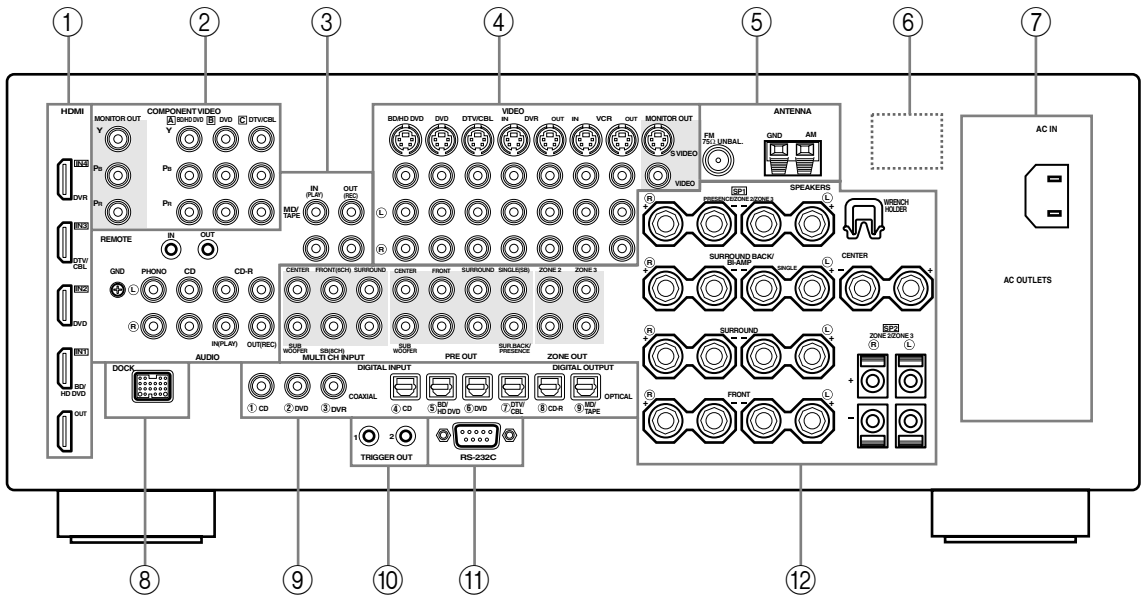 ① ② ③ ④ ⑤ ⑥ ⑦
HDMI
COMPONENT VIDEO
MONITOR OUT A BD/HD DVD B DVD C DTV/CBL
Y Y
PB PB
PR PR
IN4
DVR
IN3
DTV/
CBL
IN2
DVD
IN1
BD/
HD DVD
OUT
REMOTE IN OUT
GND PHONO CD CD-R
L
R
IN(PLAY) OUT(REC)
AUDIO
IN
(PLAY)
OUT
(REC)
MD/
TAPE
VIDEO
BD/HD DVD DVD DTV/CBL IN DVR OUT IN VCR OUT MONITOR OUT
S VIDEO
VIDEO
L
R
ANTENNA
FM
75Ω UNBAL.
GND AM
AC IN
AC OUTLETS
CENTER FRONT(6CH) SURROUND
SUB
WOOFER
SB(8CH)
MULTI CH INPUT
CENTER FRONT SURROUND SINGLE(SB)
SUB
WOOFER
SUR.BACK/
PRESENCE
PRE OUT
ZONE 2 ZONE 3
ZONE OUT
SP1
SPEAKERS
R PRESENCE/ZONE 2/ZONE 3 L
+ – – +
WRENCH
HOLDER
SURROUND BACK/
BI-AMP
R SINGLE L
+ – – +
CENTER
– +
R SURROUND L
+ – – +
R FRONT L
+ – – +
SP2
ZONE 2/ZONE 3
R L
+
–
DOCK
DIGITAL INPUT DIGITAL OUTPUT
COAXIAL OPTICAL
① CD ② DVD ③ DVR ④ CD ⑤ BD/HD DVD ⑥ DVD ⑦ DTV/CBL ⑧ CD-R ⑨ MD/TAPE
1 2
TRIGGER OUT
RS-232C
⑧ ⑨ ⑩ ⑪ ⑫